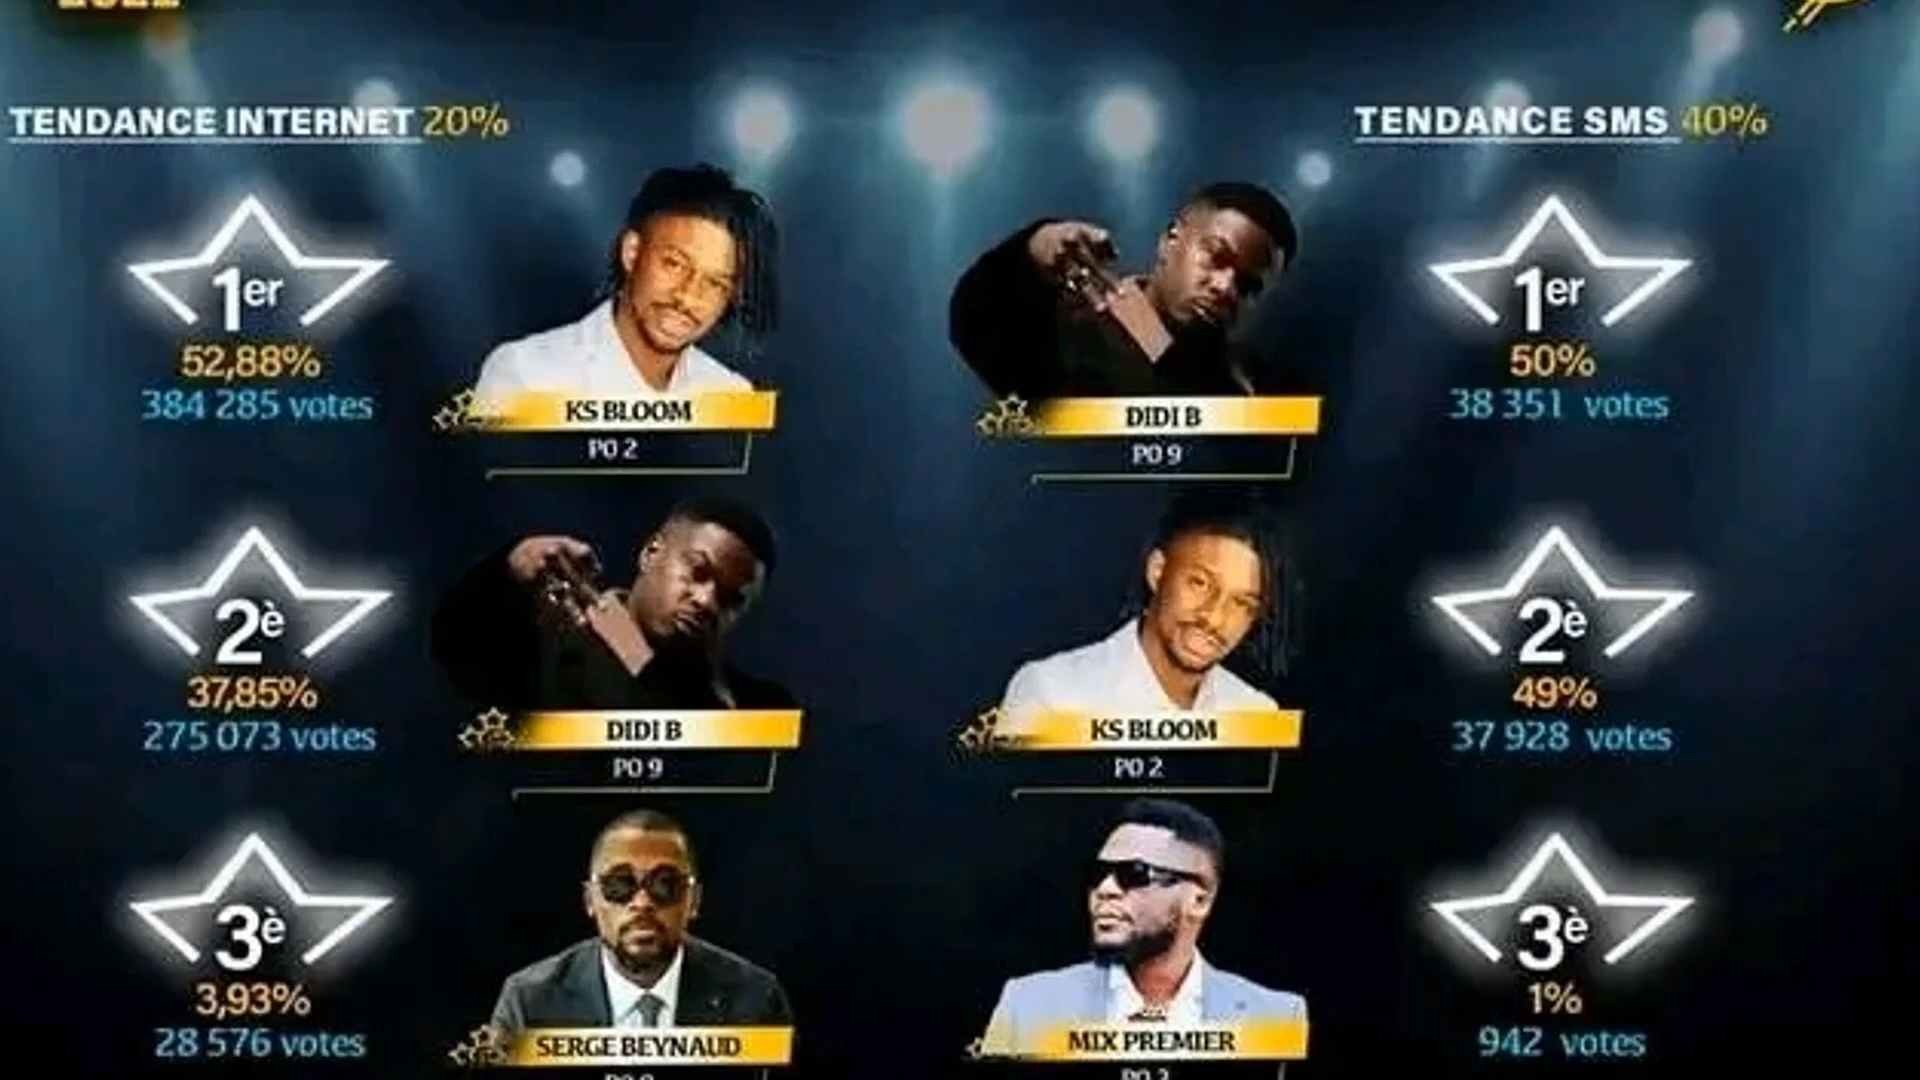 2022
TENDANCE INTERNET 20%
TENDANCE SMS 40%
1er
52,88%
384 285 votes
KS BLOOM
PO 2
DIDI B
PO 9
1er
50%
38 351 votes
2è
37,85%
275 073 votes
DIDI B
PO 9
KS BLOOM
PO 2
2è
49%
37 928 votes
3è
3,93%
28 576 votes
SERGE BEYNAUD
MIX PREMIER
3è
1%
942 votes